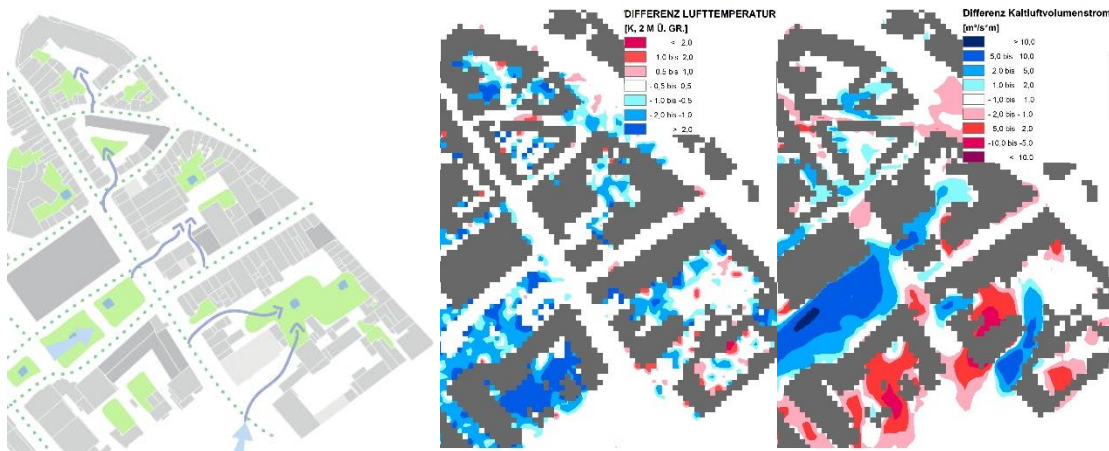 DIFFERENZ LUFTTEMPERATUR
[K, 2 M Ü. GR.]
< 2,0
1,0 bis 2,0
0,5 bis 1,0
- 0,5 bis 0,5
- 1,0 bis -0,5
- 2,0 bis -1,0
> 2,0
Differenz Kaltluftvolumenstrom
[m³/s*m]
> 10,0
5,0 bis 10,0
2,0 bis 5,0
1,0 bis 2,0
- 1,0 bis 1,0
- 2,0 bis - 1,0
5,0 bis 2,0
-10,0 bis -5,0
< 10,0